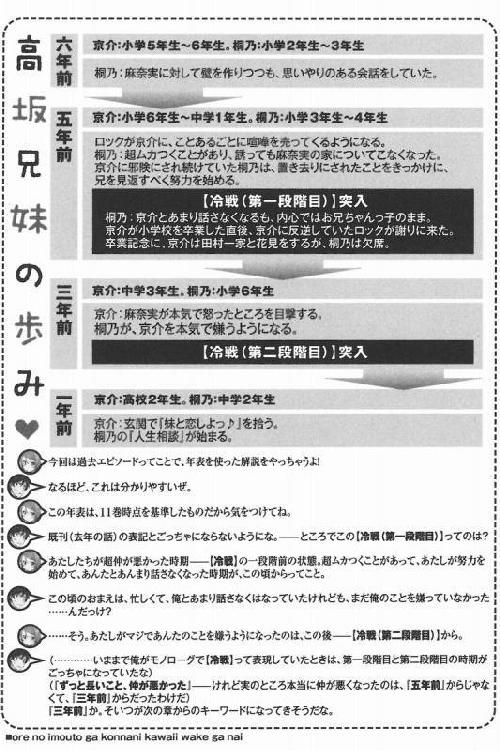 高坂兄妹の歩み♥
六年前
京介:小学5年生～6年生。桐乃:小学2年生～3年生
桐乃:麻奈実に対して壁を作りつつも、思いやりのある会話をしていた。
五年前
京介:小学6年生～中学1年生。桐乃:小学3年生～4年生
ロックが京介に、ことあるごとに喧嘩を売ってくるようになる。
桐乃:超ムカつくことがあり、誘っても麻奈実の家についてこなくなった。
京介に邪険にされ続けていた桐乃は、置き去りにされたことをきっかけに、
兄を見返すべく努力を始める。
【冷戦(第一段階目)】突入
桐乃:京介とあまり話さなくなるも、内心ではお兄ちゃんっ子のまま。
京介が小学校を卒業した直後、京介に反逆していたロックが謝りに来た。
卒業記念に、京介は田村一家と花見をするが、桐乃は欠席。
三年前
京介:中学3年生。桐乃:小学6年生
京介:麻奈実が本気で怒ったところを目撃する。
桐乃が、京介を本気で嫌うようになる。
【冷戦(第二段階目)】突入
一年前
京介:高校2年生。桐乃:中学2年生
京介:玄関で『妹と恋しよっ♪』を拾う。
桐乃の『人生相談』が始まる。
今回は過去エピソードってことで、年表を使った解説をやっちゃうよ!
なるほど、これは分かりやすいぜ。
この年表は、11巻時点を基準したものだから気をつけてね。
既刊(去年の話)の表記とごっちゃにならないようにな。――ところでこの【冷戦(第一段階目)】ってのは?
あたしたちが超仲が悪かった時期――【冷戦】の一段階前の状態。超ムカつくことがあって、あたしが努力を
始めて、あんたとあんまり話さなくなった時期が、この頃からってこと。
この頃のおまえは、忙しくて、俺とあまり話さなくはなっていたけれども、まだ俺のことを嫌っていなかった
……んだっけ?
……そう。あたしがマジであんたのことを嫌うようになったのは、この後――【冷戦(第二段階目)】から。
(…………いままで俺がモノローグで【冷戦】って表現していたときは、第一段階目と第二段階目の時期が
ごっちゃになっていたな)
(『ずっと長いこと、仲が悪かった』――けれど実のところ本当に仲が悪くなったのは、『五年前』からじゃな
くて、『三年前』からだったわけだ)
『三年前』か。そいつが次の章からのキーワードになってきそうだな。
■ore no imouto ga konnani kawaii wake ga nai